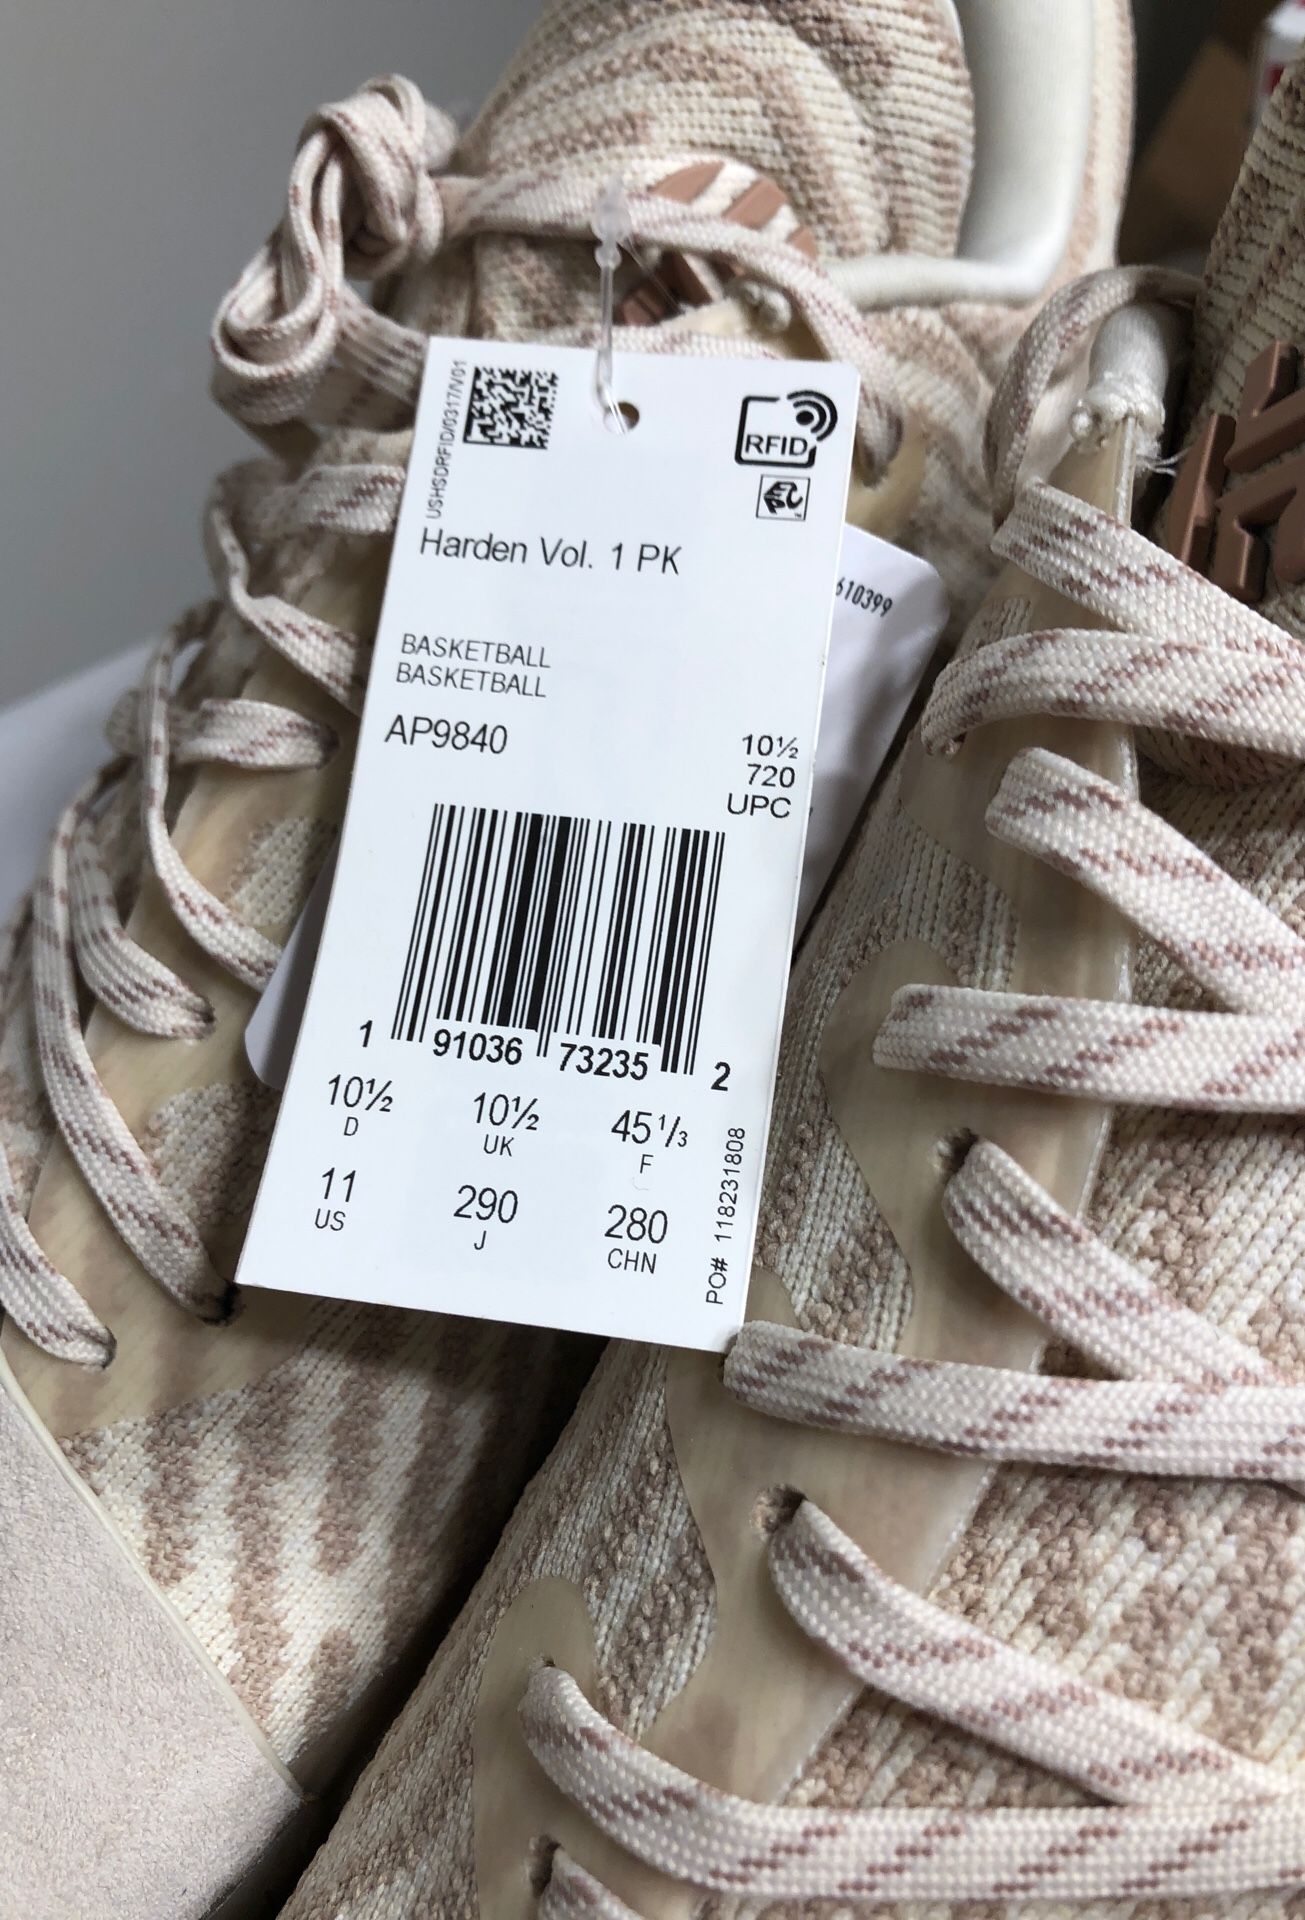 USHSDRFID/0317/V01
RFID
Harden Vol. 1 PK
610399
BASKETBALL
BASKETBALL
AP9840
10½
720
UPC
1 91036 73235 2
10½ 10½ 45 1/3
D UK F
11 290 280
US J CHN
PO# 118231808